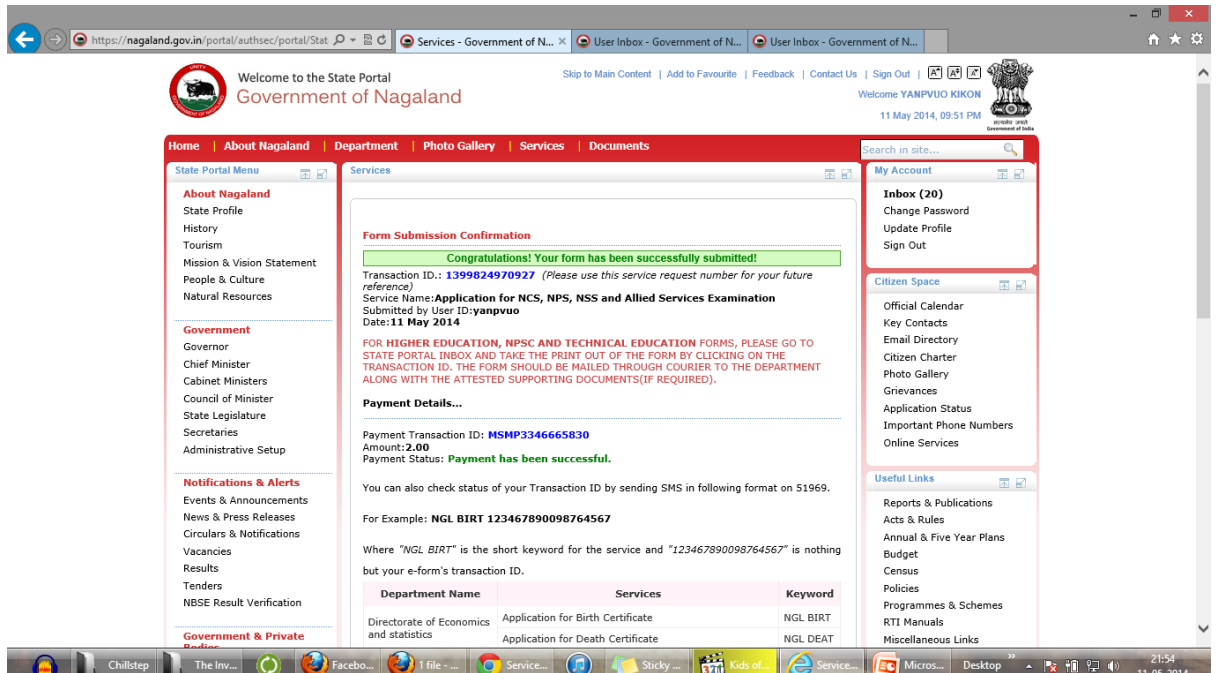 https://nagaland.gov.in/portal/authsec/portal/Stat
Services - Government of N...
User Inbox - Government of N...
User Inbox - Government of N...
UNITY
GOVERNMENT OF NAGALAND
Welcome to the State Portal
Government of Nagaland
Skip to Main Content | Add to Favourite | Feedback | Contact Us | Sign Out |
Welcome YANPVUO KIKON
11 May 2014, 09:51 PM
सत्यमेव जयते
Government of India
Home | About Nagaland | Department | Photo Gallery | Services | Documents
Search in site...
State Portal Menu
About Nagaland
State Profile
History
Tourism
Mission & Vision Statement
People & Culture
Natural Resources
Government
Governor
Chief Minister
Cabinet Ministers
Council of Minister
State Legislature
Secretaries
Administrative Setup
Notifications & Alerts
Events & Announcements
News & Press Releases
Circulars & Notifications
Vacancies
Results
Tenders
NBSE Result Verification
Government & Private
Bodies
Services
Form Submission Confirmation
Congratulations! Your form has been successfully submitted!
Transaction ID.: 1399824970927 (Please use this service request number for your future
reference)
Service Name:Application for NCS, NPS, NSS and Allied Services Examination
Submitted by User ID:yanpvuo
Date:11 May 2014
FOR HIGHER EDUCATION, NPSC AND TECHNICAL EDUCATION FORMS, PLEASE GO TO
STATE PORTAL INBOX AND TAKE THE PRINT OUT OF THE FORM BY CLICKING ON THE
TRANSACTION ID. THE FORM SHOULD BE MAILED THROUGH COURIER TO THE DEPARTMENT
ALONG WITH THE ATTESTED SUPPORTING DOCUMENTS(IF REQUIRED).
Payment Details...
Payment Transaction ID: MSMP3346665830
Amount:2.00
Payment Status: Payment has been successful.
You can also check status of your Transaction ID by sending SMS in following format on 51969.
For Example: NGL BIRT 123467890098764567
Where "NGL BIRT" is the short keyword for the service and "123467890098764567" is nothing
but your e-form's transaction ID.
Department Name Services Keyword
Directorate of Economics
and statistics
Application for Birth Certificate NGL BIRT
Application for Death Certificate NGL DEAT
My Account
Inbox (20)
Change Password
Update Profile
Sign Out
Citizen Space
Official Calendar
Key Contacts
Email Directory
Citizen Charter
Photo Gallery
Grievances
Application Status
Important Phone Numbers
Online Services
Useful Links
Reports & Publications
Acts & Rules
Annual & Five Year Plans
Budget
Census
Policies
Programmes & Schemes
RTI Manuals
Miscellaneous Links
Chillstep
The Inv...
Facebo...
1 file - ...
Service...
Sticky ...
Kids of...
Service...
Micros...
Desktop
21:54
11-05-2014